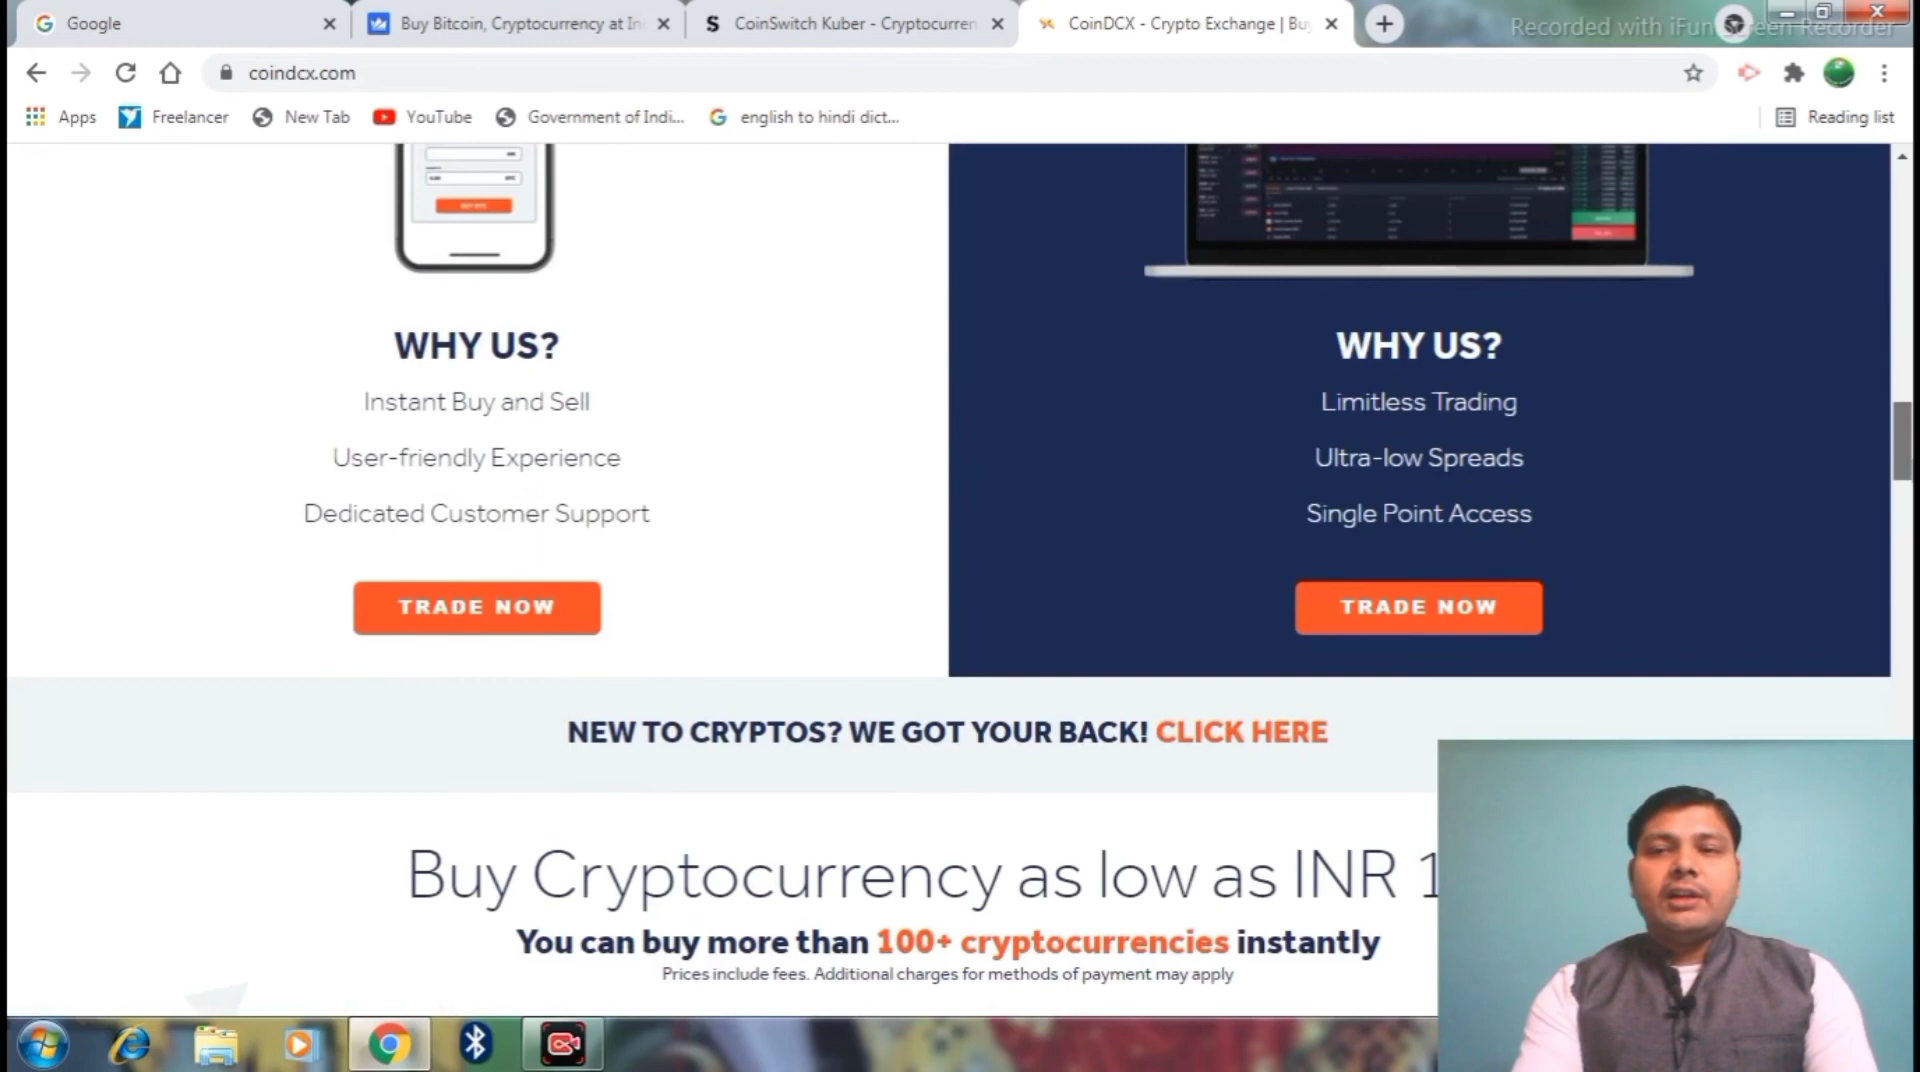 Google
Buy Bitcoin, Cryptocurrency at In
CoinSwitch Kuber - Cryptocurren
CoinDCX - Crypto Exchange | Bu
Recorded with iFun Screen Recorder
coindcx.com
Apps
Freelancer
New Tab
YouTube
Government of Indi...
english to hindi dict...
Reading list
WHY US?
Instant Buy and Sell
User-friendly Experience
Dedicated Customer Support
TRADE NOW
WHY US?
Limitless Trading
Ultra-low Spreads
Single Point Access
TRADE NOW
NEW TO CRYPTOS? WE GOT YOUR BACK! CLICK HERE
Buy Cryptocurrency as low as INR 1
You can buy more than 100+ cryptocurrencies instantly
Prices include fees. Additional charges for methods of payment may apply